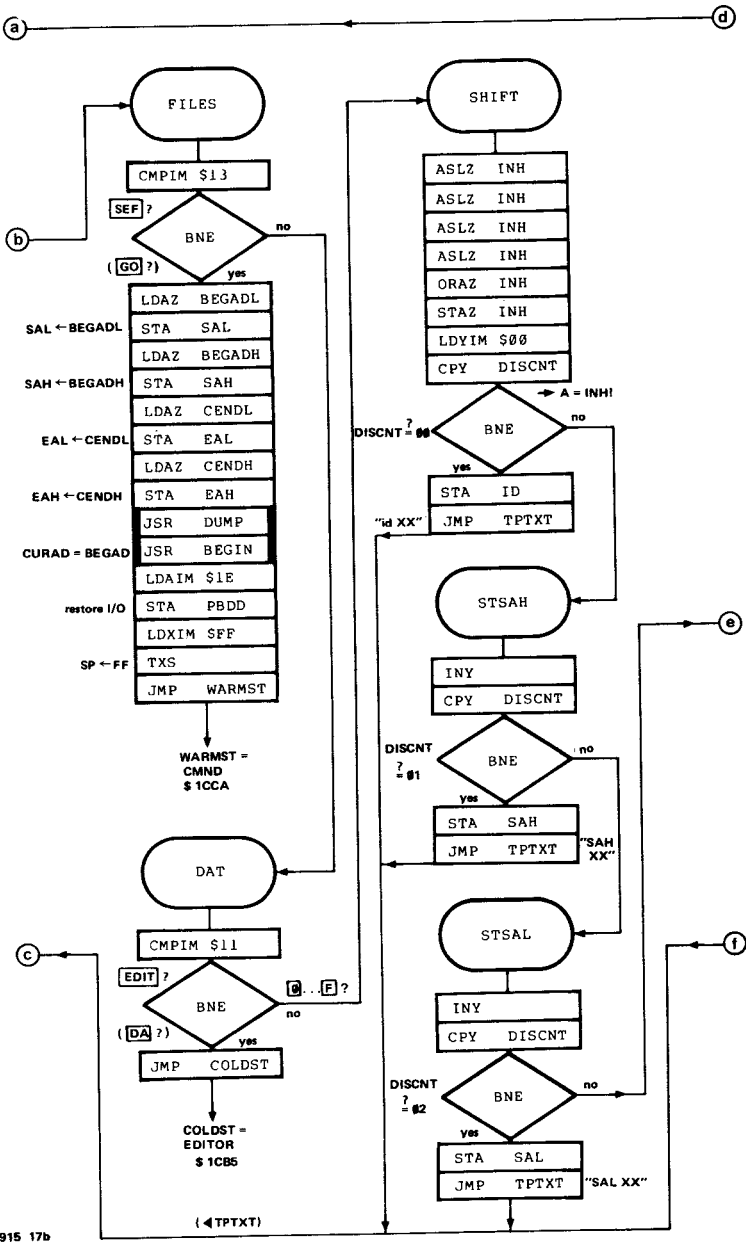 a
d
FILES
CMPIM $13
SEF ?
b
BNE
no
( GO ?)
yes
LDAZ BEGADL
SAL ← BEGADL
STA SAL
LDAZ BEGADH
SAH ← BEGADH
STA SAH
LDAZ CENDL
EAL ← CENDL
STA EAL
LDAZ CENDH
EAH ← CENDH
STA EAH
JSR DUMP
CURAD = BEGAD
JSR BEGIN
LDAIM $1E
restore I/O
STA PBDD
LDXIM $FF
SP ← FF
TXS
JMP WARMST
WARMST =
CMND
$ 1CCA
DAT
c
CMPIM $11
EDIT ?
BNE
0 ... F ?
no
( DA ?)
yes
JMP COLDST
COLDST =
EDITOR
$ 1CB5
SHIFT
ASLZ INH
ASLZ INH
ASLZ INH
ASLZ INH
ORAZ INH
STAZ INH
LDYIM $00
CPY DISCNT
→ A = INH!
DISCNT ?= 00
BNE
no
yes
STA ID
"id XX"
JMP TPTXT
STSAH
e
INY
CPY DISCNT
DISCNT
?
= 01
BNE
no
yes
STA SAH
JMP TPTXT
"SAH
XX"
STSAL
f
INY
CPY DISCNT
DISCNT
?
= 02
BNE
no
yes
STA SAL
JMP TPTXT
"SAL XX"
( ◀TPTXT)
915 17b